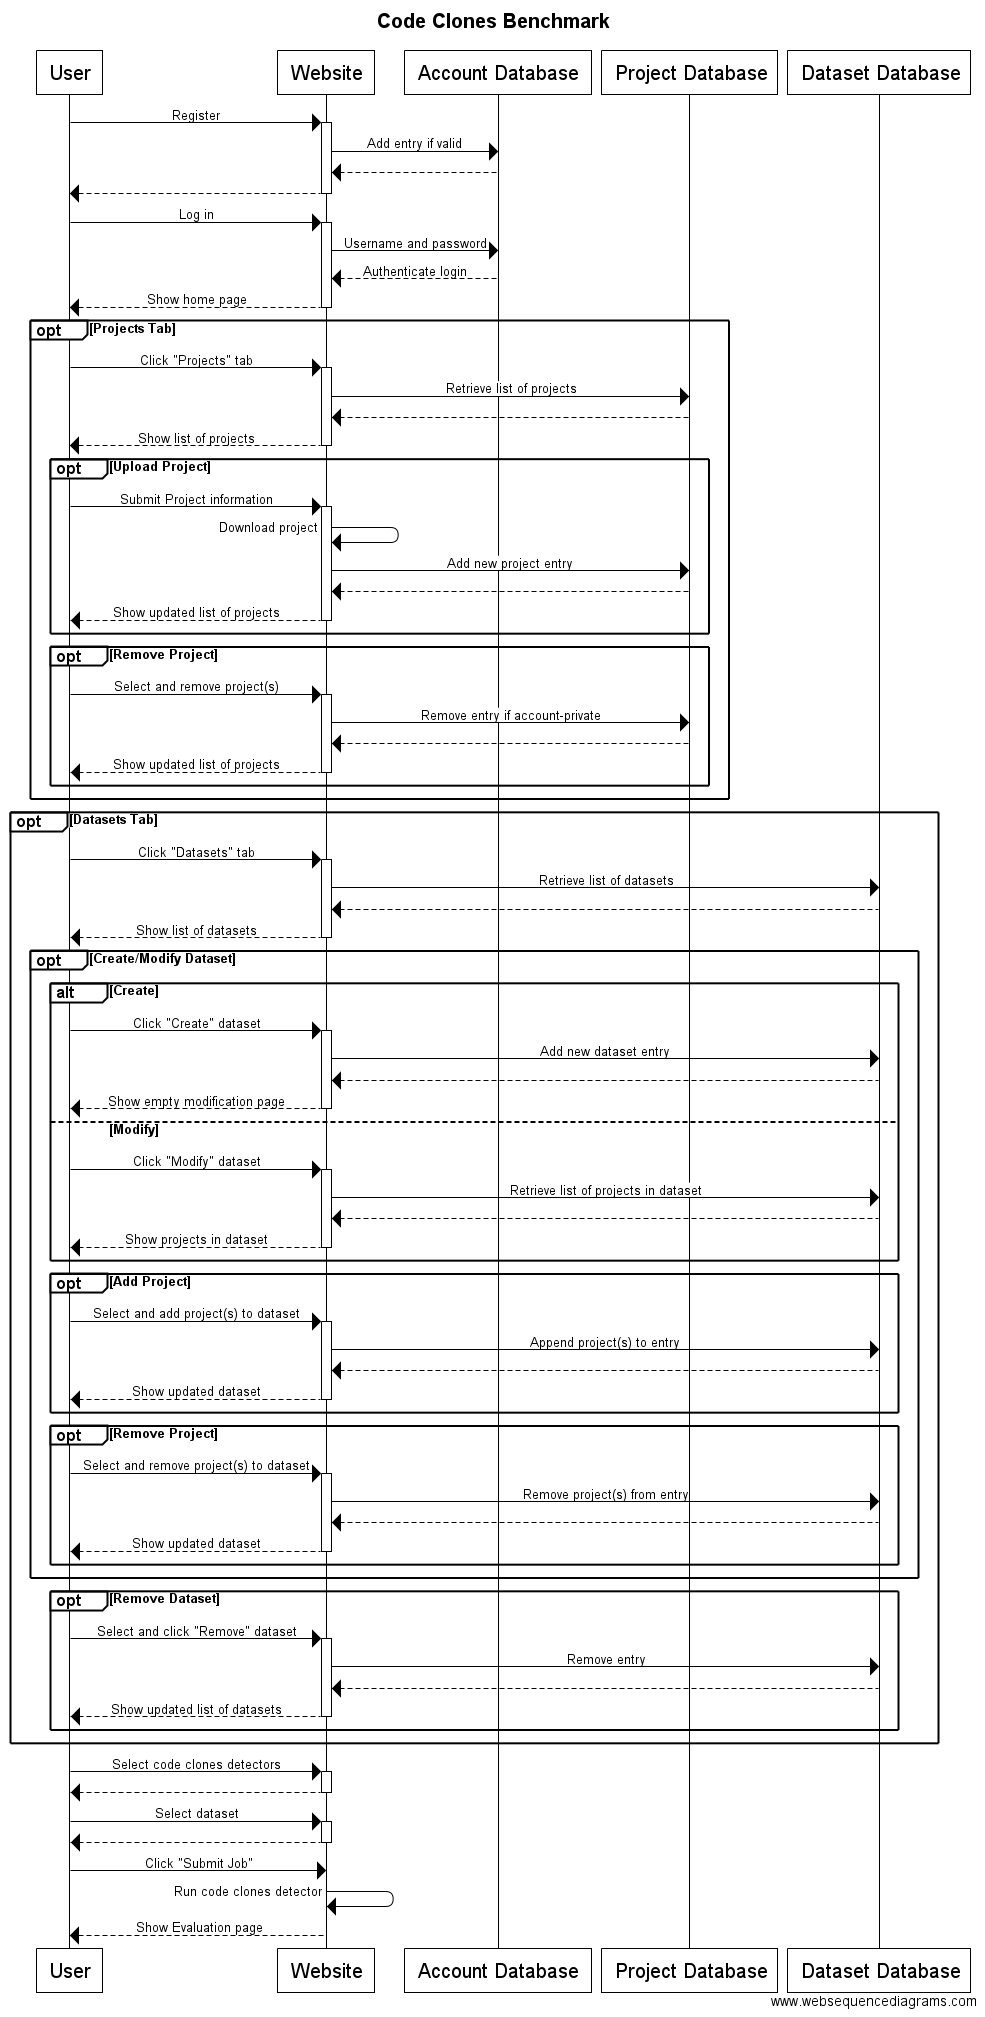 Code Clones Benchmark
User
Website
Account Database
Project Database
Dataset Database
Register
Add entry if valid
Log in
Username and password
Authenticate login
Show home page
opt [Projects Tab]
Click "Projects" tab
Retrieve list of projects
Show list of projects
opt [Upload Project]
Submit Project information
Download project
Add new project entry
Show updated list of projects
opt [Remove Project]
Select and remove project(s)
Remove entry if account-private
Show updated list of projects
opt [Datasets Tab]
Click "Datasets" tab
Retrieve list of datasets
Show list of datasets
opt [Create/Modify Dataset]
alt [Create]
Click "Create" dataset
Add new dataset entry
Show empty modification page
[Modify]
Click "Modify" dataset
Retrieve list of projects in dataset
Show projects in dataset
opt [Add Project]
Select and add project(s) to dataset
Append project(s) to entry
Show updated dataset
opt [Remove Project]
Select and remove project(s) to dataset
Remove project(s) from entry
Show updated dataset
opt [Remove Dataset]
Select and click "Remove" dataset
Remove entry
Show updated list of datasets
Select code clones detectors
Select dataset
Click "Submit Job"
Run code clones detector
Show Evaluation page
User
Website
Account Database
Project Database
Dataset Database
www.websequencediagrams.com